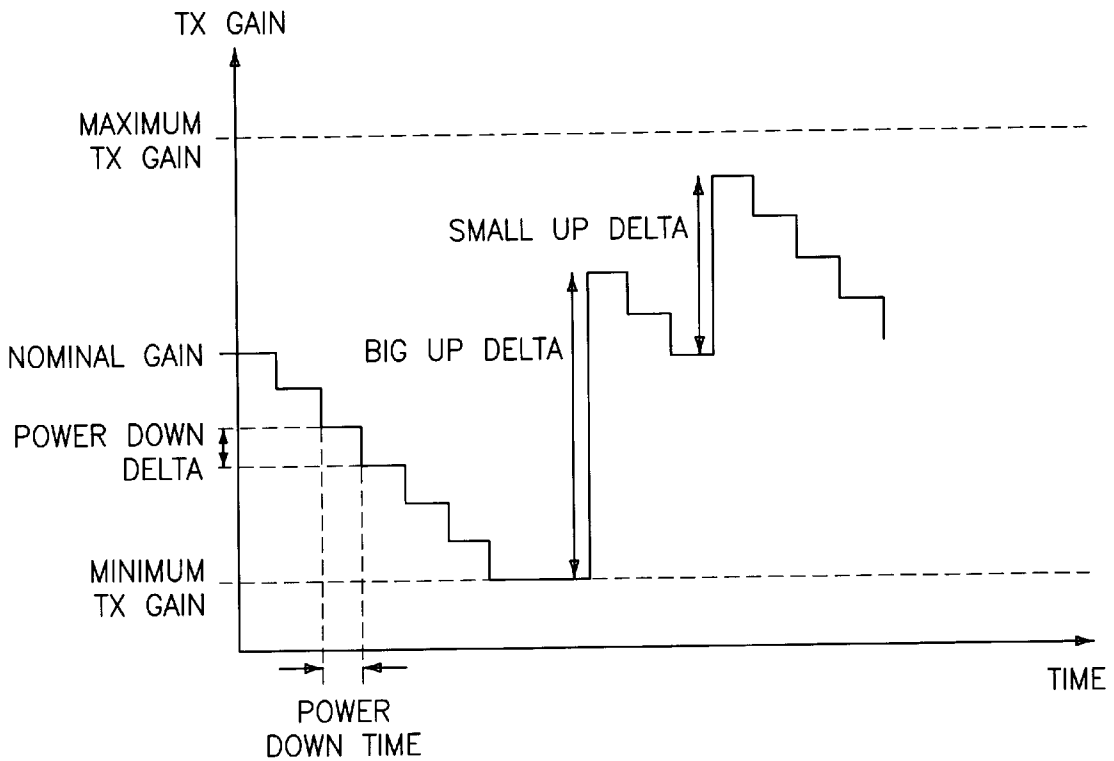 TX GAIN
MAXIMUM
TX GAIN
SMALL UP DELTA
BIG UP DELTA
NOMINAL GAIN
POWER DOWN
DELTA
MINIMUM
TX GAIN
TIME
POWER
DOWN TIME